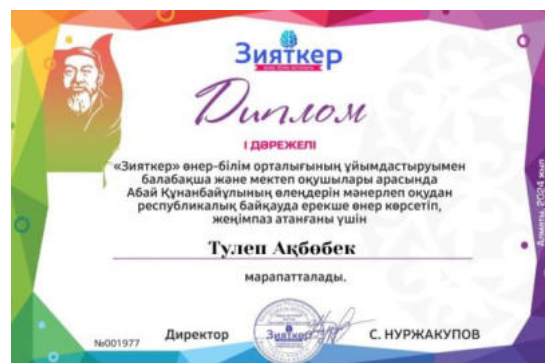 Зияткер
Диплом
I ДӘРЕЖЕЛІ
«Зияткер» өнер-білім орталығының ұйымдастыруымен
балабақша және мектеп оқушылары арасында
Абай Құнанбайұлының өлеңдерін мәнерлеп оқудан
республикалық байқауда ерекше өнер көрсетіп,
жеңімпаз атанғаны үшін
Тулеп Ақбөбек
марапатталады.
Директор
Зияткер
С. НУРЖАКУПОВ
№001977
Алматы, 2024 жыл